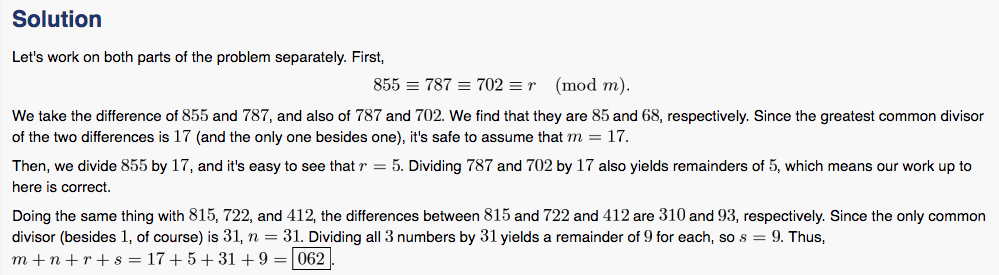 Solution
Let's work on both parts of the problem separately. First,
855 ≡ 787 ≡ 702 ≡ r (mod m).
We take the difference of 855 and 787, and also of 787 and 702. We find that they are 85 and 68, respectively. Since the greatest common divisor
of the two differences is 17 (and the only one besides one), it's safe to assume that m = 17.
Then, we divide 855 by 17, and it's easy to see that r = 5. Dividing 787 and 702 by 17 also yields remainders of 5, which means our work up to
here is correct.
Doing the same thing with 815, 722, and 412, the differences between 815 and 722 and 412 are 310 and 93, respectively. Since the only common
divisor (besides 1, of course) is 31, n = 31. Dividing all 3 numbers by 31 yields a remainder of 9 for each, so s = 9. Thus,
m + n + r + s = 17 + 5 + 31 + 9 = 062.